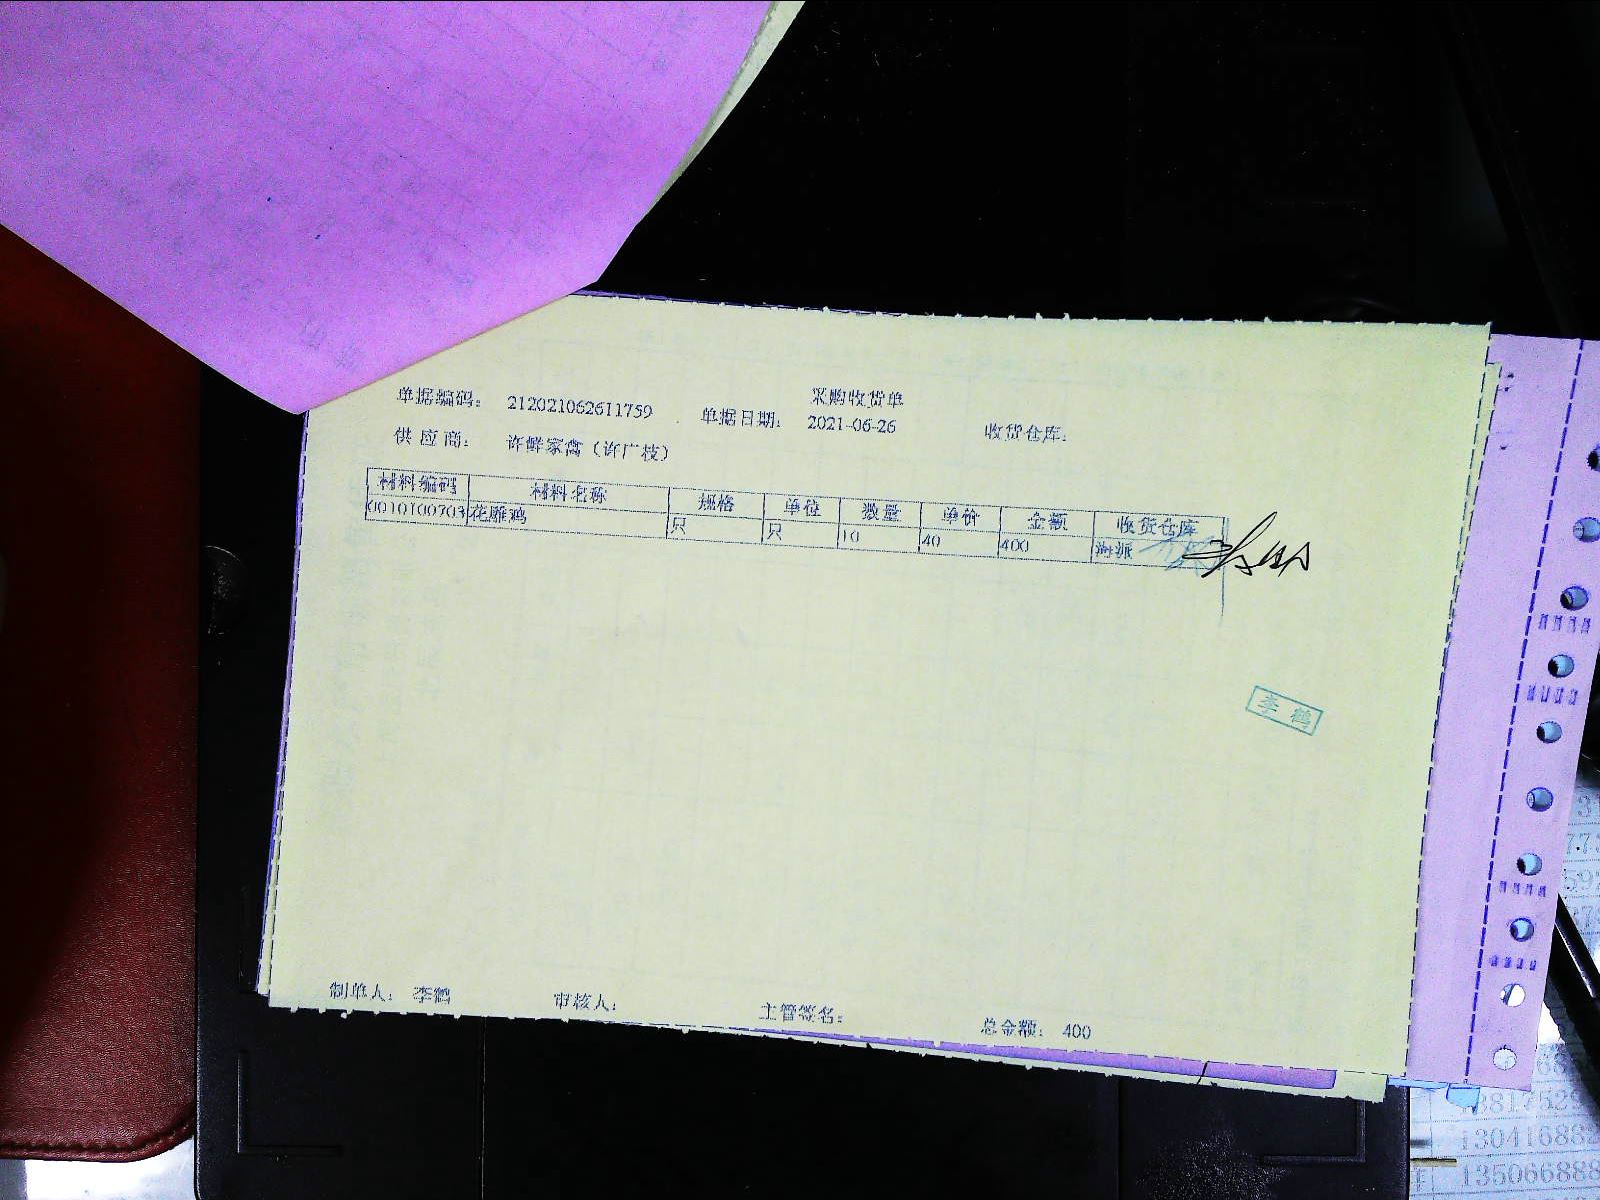 采购收货单
单据编码: 212021062611759 单据日期: 2021-06-26 收货仓库:
供应商: 许鲜家禽（许广枝）
材料编码 材料名称 规格 单位 数量 单价 金额 收货仓库
0010100703 花雕鸡 只 只 10 40 400 海派
李鹤
制单人: 李鹤 审核人: 主管签名: 总金额: 400
1304168
13506688